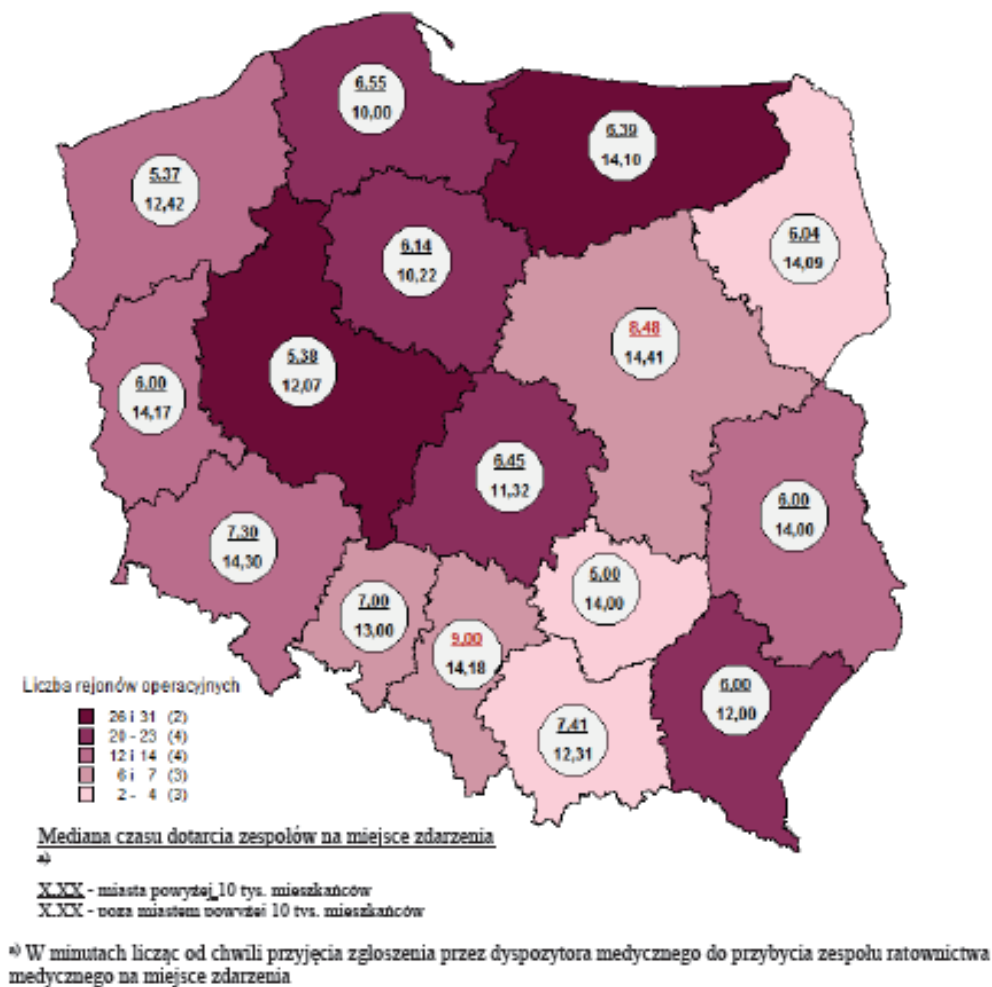 6,55
10,00
6,39
14,10
5,37
12,42
6,04
14,09
6,14
10,22
8,48
14,41
5,38
12,07
6,00
14,17
6,45
11,32
6,00
14,00
7,30
14,30
5,00
14,00
7,00
13,00
9,00
14,18
6,00
12,00
7,41
12,31
Liczba rejonów operacyjnych
26 i 31 (2)
20 - 23 (4)
12 i 14 (4)
6 i 7 (3)
2 - 4 (3)
Mediana czasu dotarcia zespołów na miejsce zdarzenia
a)
X,XX - miasta powyżej 10 tys. mieszkańców
X,XX - poza miastem powyżej 10 tys. mieszkańców
a) W minutach licząc od chwili przyjęcia zgłoszenia przez dyspozytora medycznego do przybycia zespołu ratownictwa
medycznego na miejsce zdarzenia